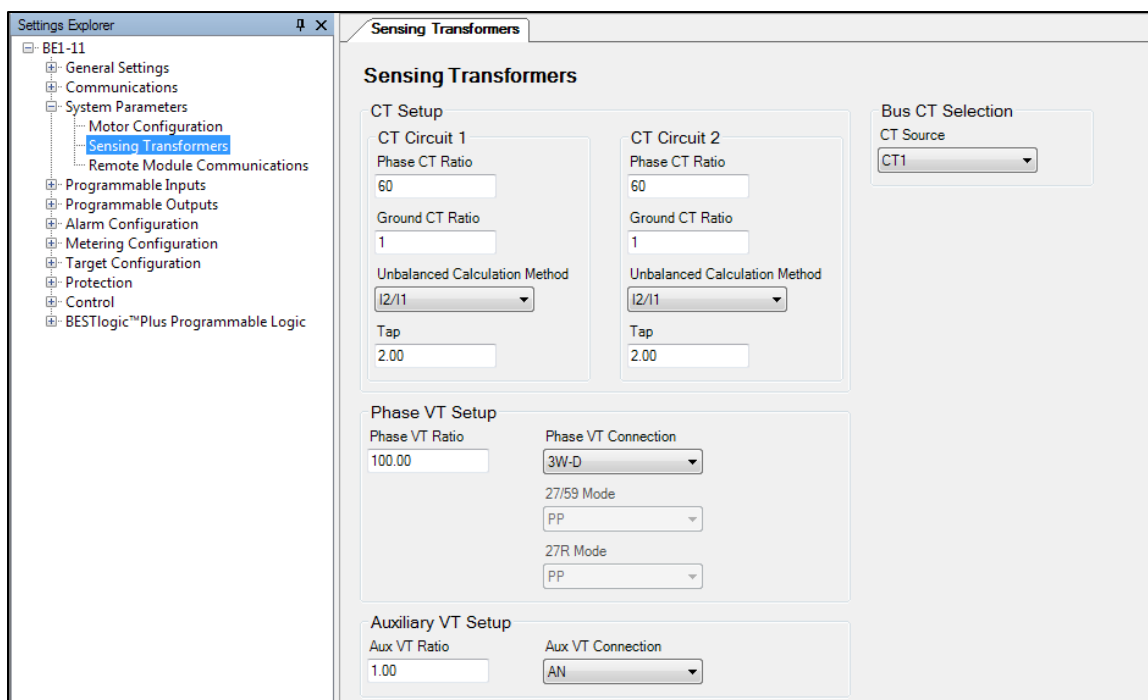 Settings Explorer
BE1-11
General Settings
Communications
System Parameters
Motor Configuration
Sensing Transformers
Remote Module Communications
Programmable Inputs
Programmable Outputs
Alarm Configuration
Metering Configuration
Target Configuration
Protection
Control
BESTlogic™Plus Programmable Logic
Sensing Transformers
Sensing Transformers
CT Setup
CT Circuit 1
Phase CT Ratio
60
Ground CT Ratio
1
Unbalanced Calculation Method
I2/I1
Tap
2.00
CT Circuit 2
Phase CT Ratio
60
Ground CT Ratio
1
Unbalanced Calculation Method
I2/I1
Tap
2.00
Bus CT Selection
CT Source
CT1
Phase VT Setup
Phase VT Ratio
100.00
Phase VT Connection
3W-D
27/59 Mode
PP
27R Mode
PP
Auxiliary VT Setup
Aux VT Ratio
1.00
Aux VT Connection
AN